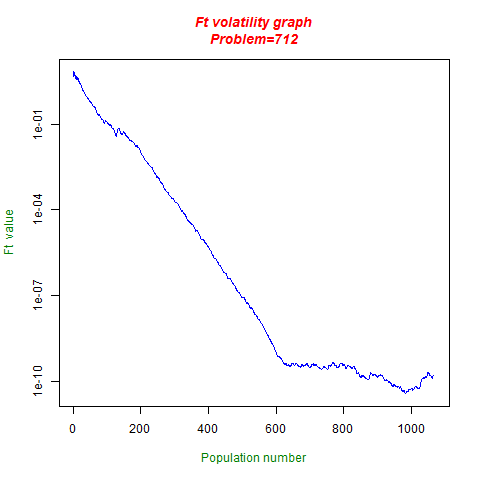 Ft volatility graph
Problem=712
1e-01
1e-04
1e-07
1e-10
Ft value
0 200 400 600 800 1000
Population number